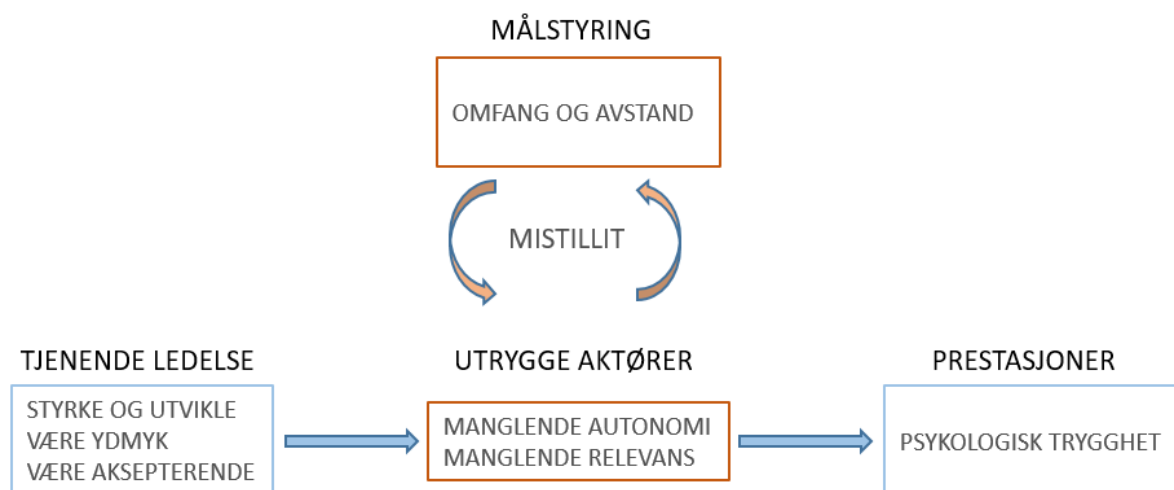 MÅLSTYRING
OMFANG OG AVSTAND
MISTILLIT
TJENENDE LEDELSE
STYRKE OG UTVIKLE
VÆRE YDMYK
VÆRE AKSEPTERENDE
UTRYGGE AKTØRER
MANGLENDE AUTONOMI
MANGLENDE RELEVANS
PRESTASJONER
PSYKOLOGISK TRYGGHET